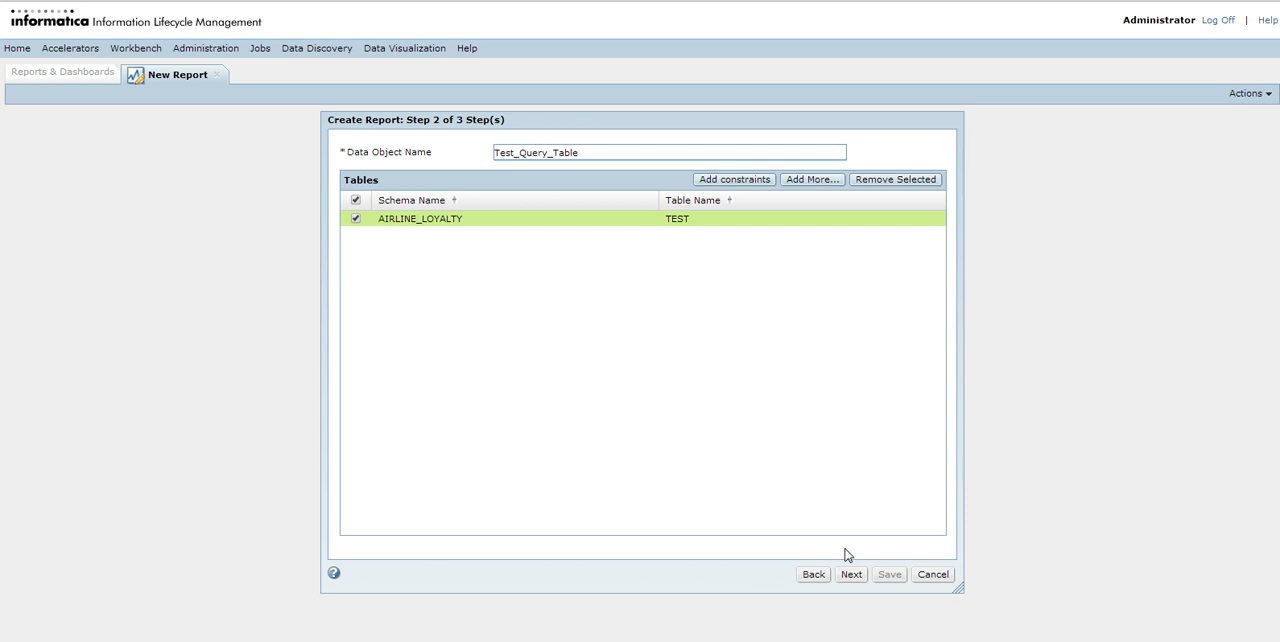 informatica Information Lifecycle Management
Administrator Log Off | Help
Home Accelerators Workbench Administration Jobs Data Discovery Data Visualization Help
Reports & Dashboards New Report
Actions
Create Report: Step 2 of 3 Step(s)
* Data Object Name Test_Query_Table
Tables Add constraints Add More... Remove Selected
Schema Name Table Name
AIRLINE_LOYALTY TEST
Back Next Save Cancel